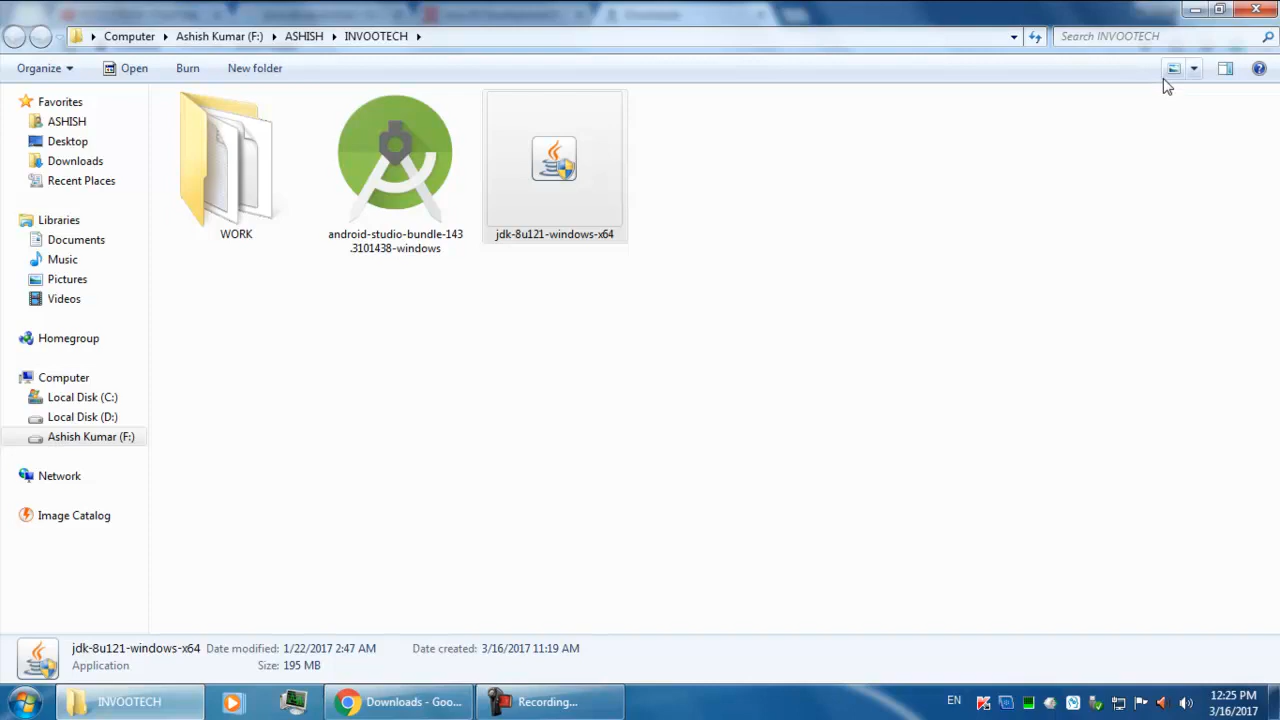 Computer
Ashish Kumar (F:)
ASHISH
INVOOTECH
Search INVOOTECH
Organize
Open
Burn
New folder
Favorites
ASHISH
Desktop
Downloads
Recent Places
Libraries
Documents
Music
Pictures
Videos
Homegroup
Computer
Local Disk (C:)
Local Disk (D:)
Ashish Kumar (F:)
Network
Image Catalog
WORK
android-studio-bundle-143
.3101438-windows
jdk-8u121-windows-x64
jdk-8u121-windows-x64 Date modified: 1/22/2017 2:47 AM Date created: 3/16/2017 11:19 AM
Application Size: 195 MB
INVOOTECH
Downloads - Goo...
Recording...
EN
12:25 PM
3/16/2017